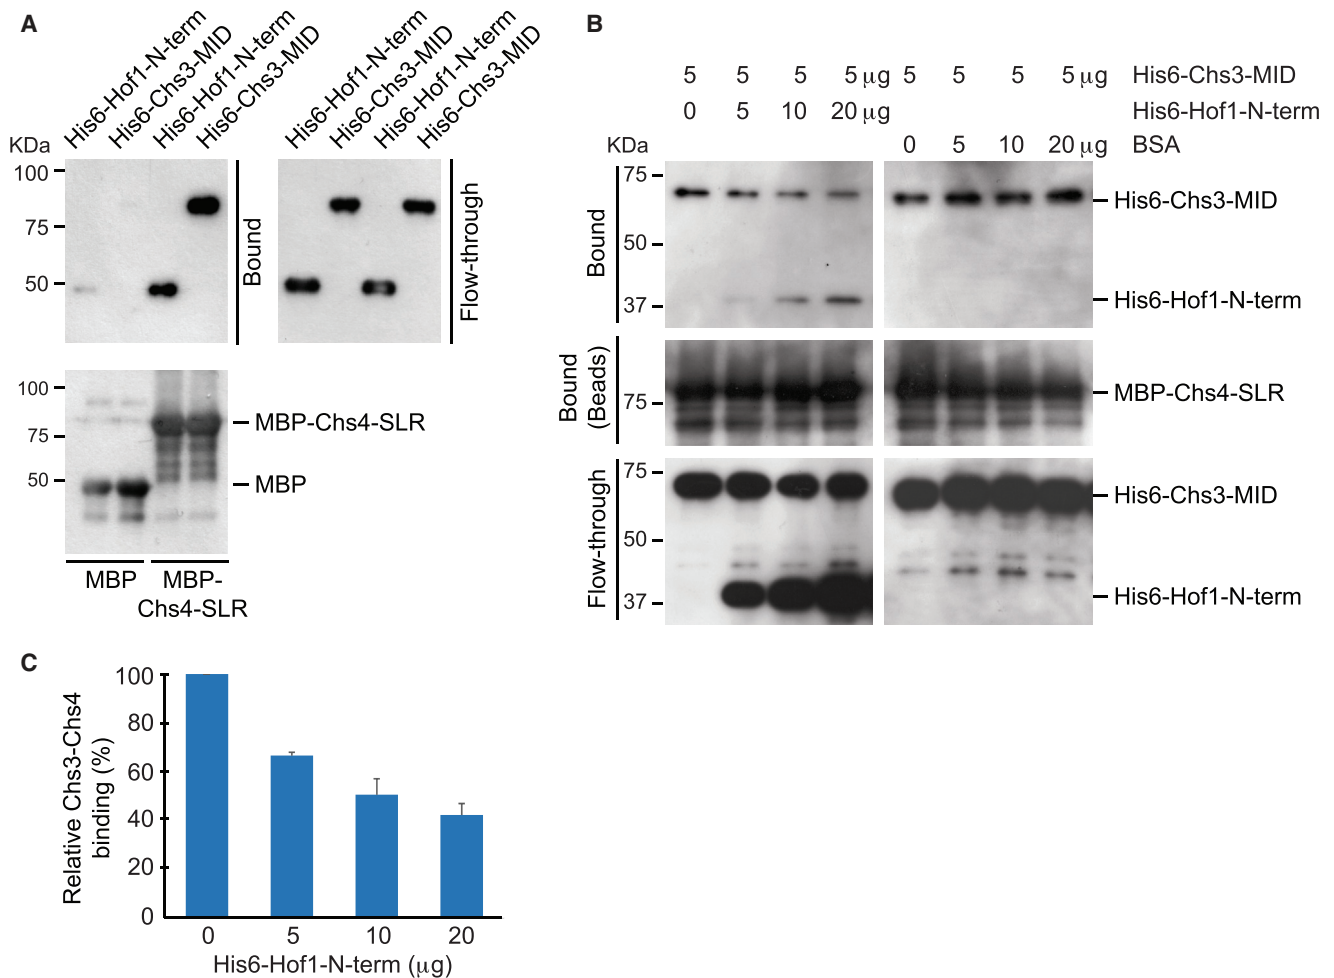 A
His6-Hof1-N-term
His6-Chs3-MID
His6-Hof1-N-term
His6-Chs3-MID
His6-Hof1-N-term
His6-Chs3-MID
His6-Hof1-N-term
His6-Chs3-MID
KDa
100
75
50
Bound
Flow-through
100
75
50
MBP-Chs4-SLR
MBP
MBP
MBP-
Chs4-SLR
B
5 5 5 5 μg 5 5 5 5 μg His6-Chs3-MID
0 5 10 20 μg His6-Hof1-N-term
KDa 0 5 10 20 μg BSA
Bound
75
50
37
His6-Chs3-MID
His6-Hof1-N-term
Bound
(Beads)
75
MBP-Chs4-SLR
Flow-through
75
50
37
His6-Chs3-MID
His6-Hof1-N-term
C
Relative Chs3-Chs4
binding (%)
100
80
60
40
20
0
0 5 10 20
His6-Hof1-N-term (μg)